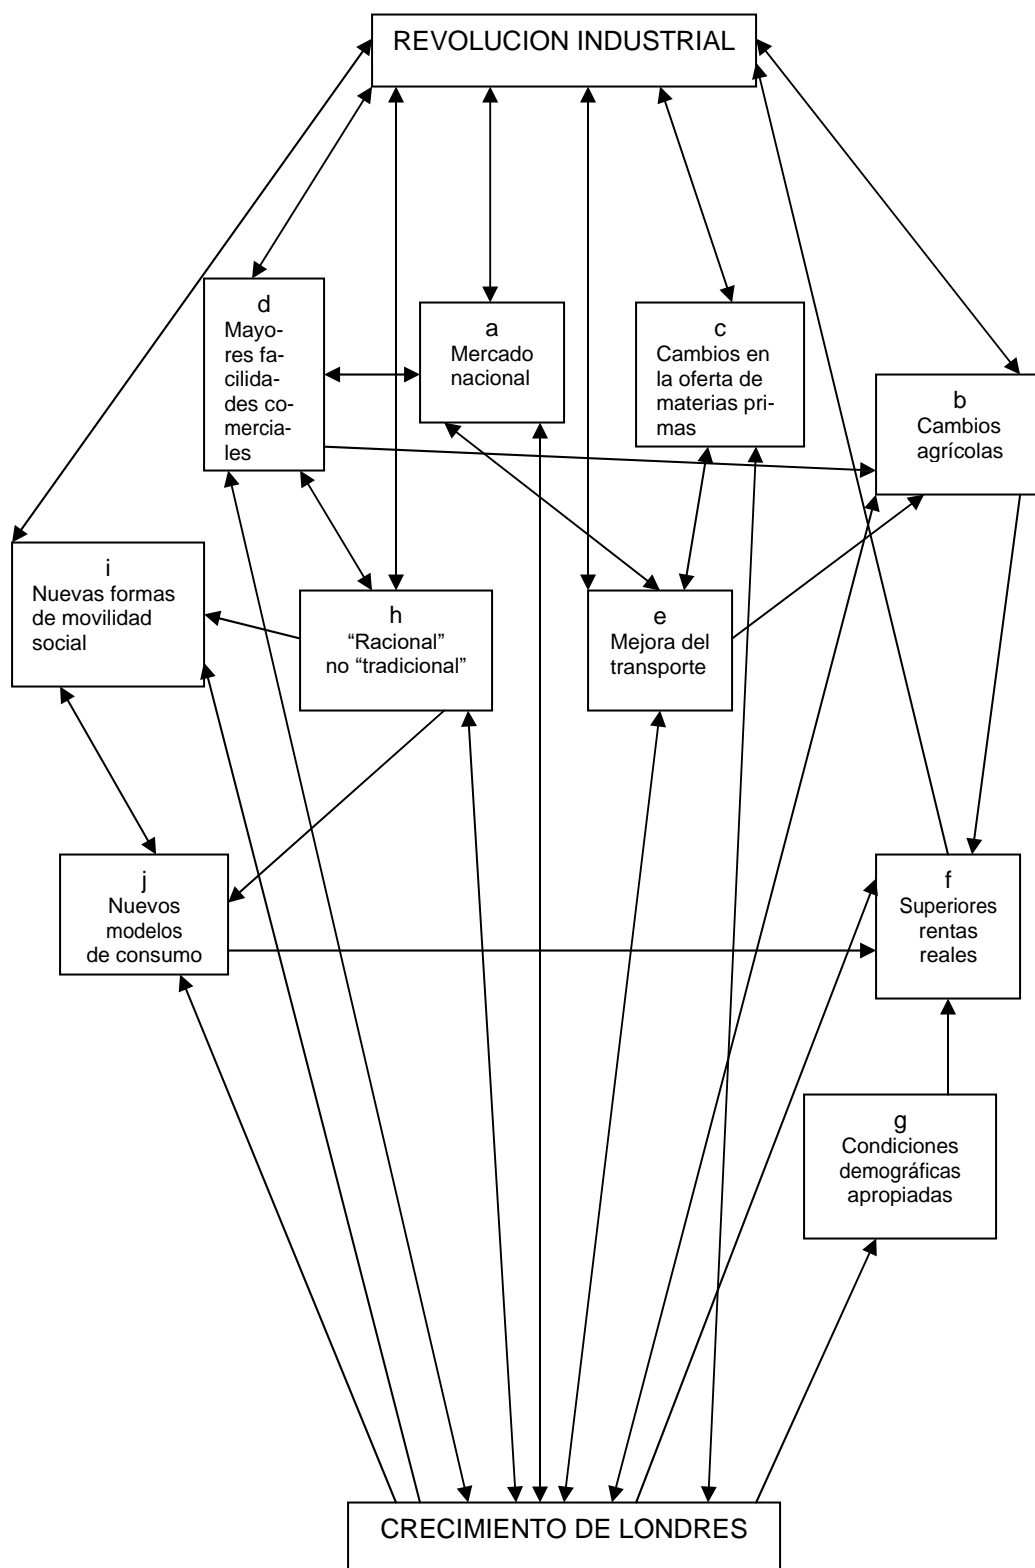 REVOLUCION INDUSTRIAL
d
Mayo-
res fa-
cilida-
des co-
mercia-
les
a
Mercado
nacional
c
Cambios en
la oferta de
materias pri-
mas
b
Cambios
agrícolas
i
Nuevas formas
de movilidad
social
h
“Racional”
no “tradicional”
e
Mejora del
transporte
j
Nuevos
modelos
de consumo
f
Superiores
rentas
reales
g
Condiciones
demográficas
apropiadas
CRECIMIENTO DE LONDRES